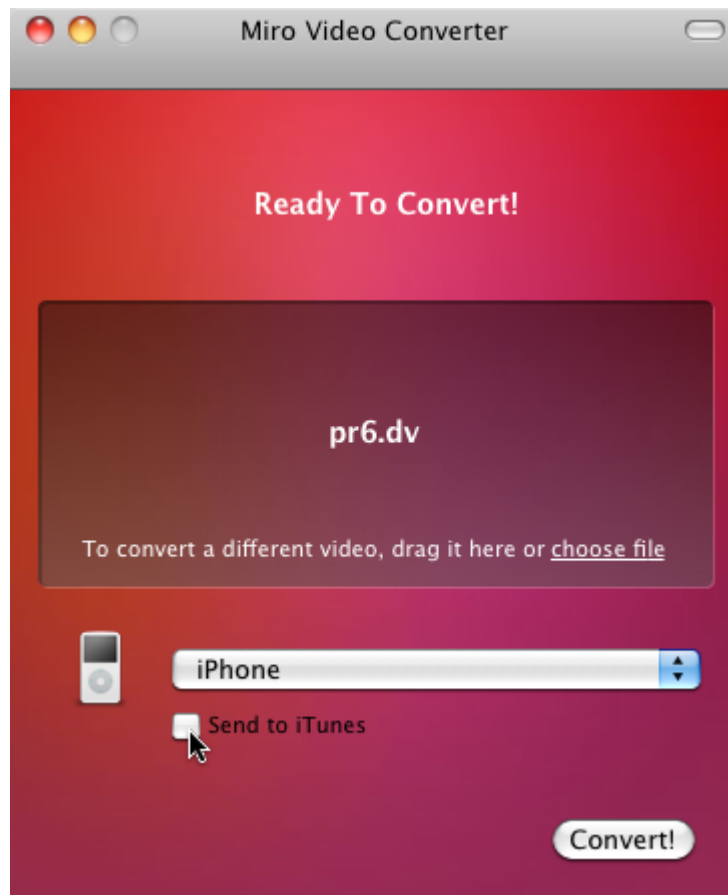 Miro Video Converter
Ready To Convert!
pr6.dv
To convert a different video, drag it here or choose file
iPhone
Send to iTunes
Convert!